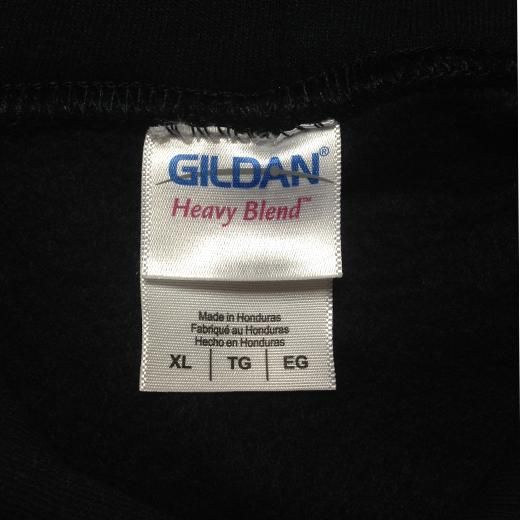 GILDAN®
Heavy Blend™
Made in Honduras
Fabriqué au Honduras
Hecho en Honduras
XL | TG | EG